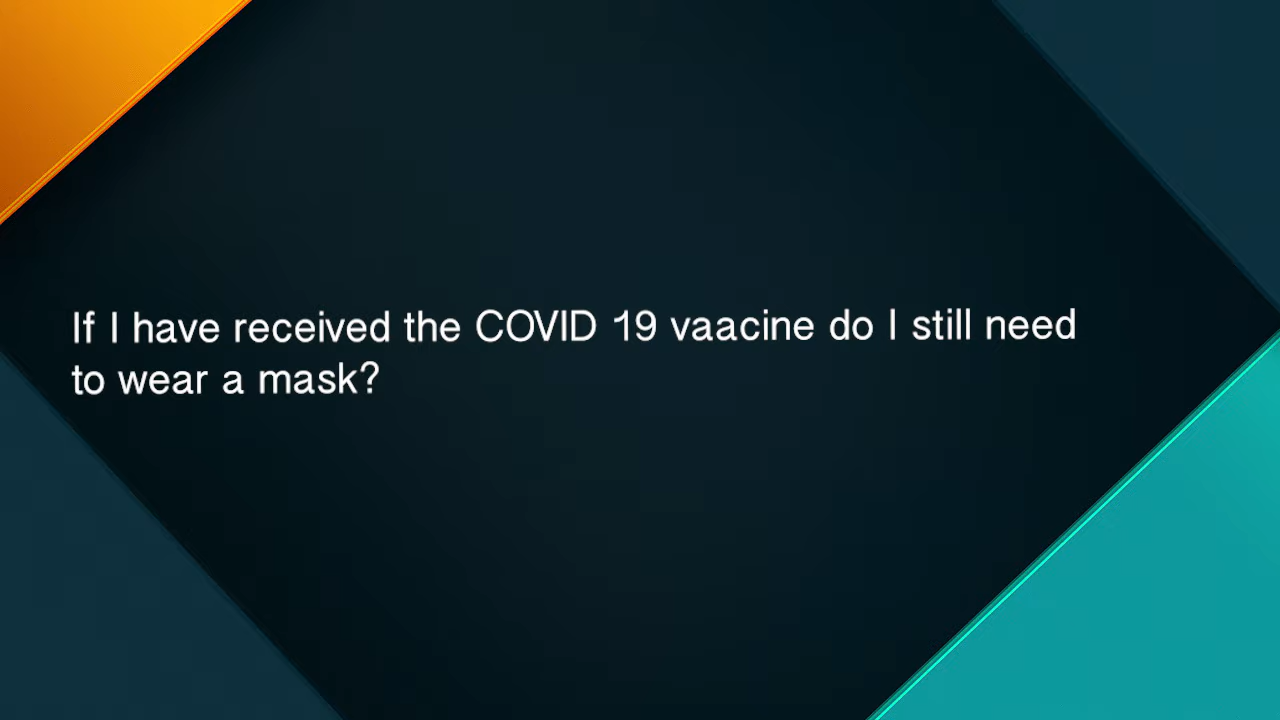 If I have received the COVID 19 vaacine do I still need
to wear a mask?